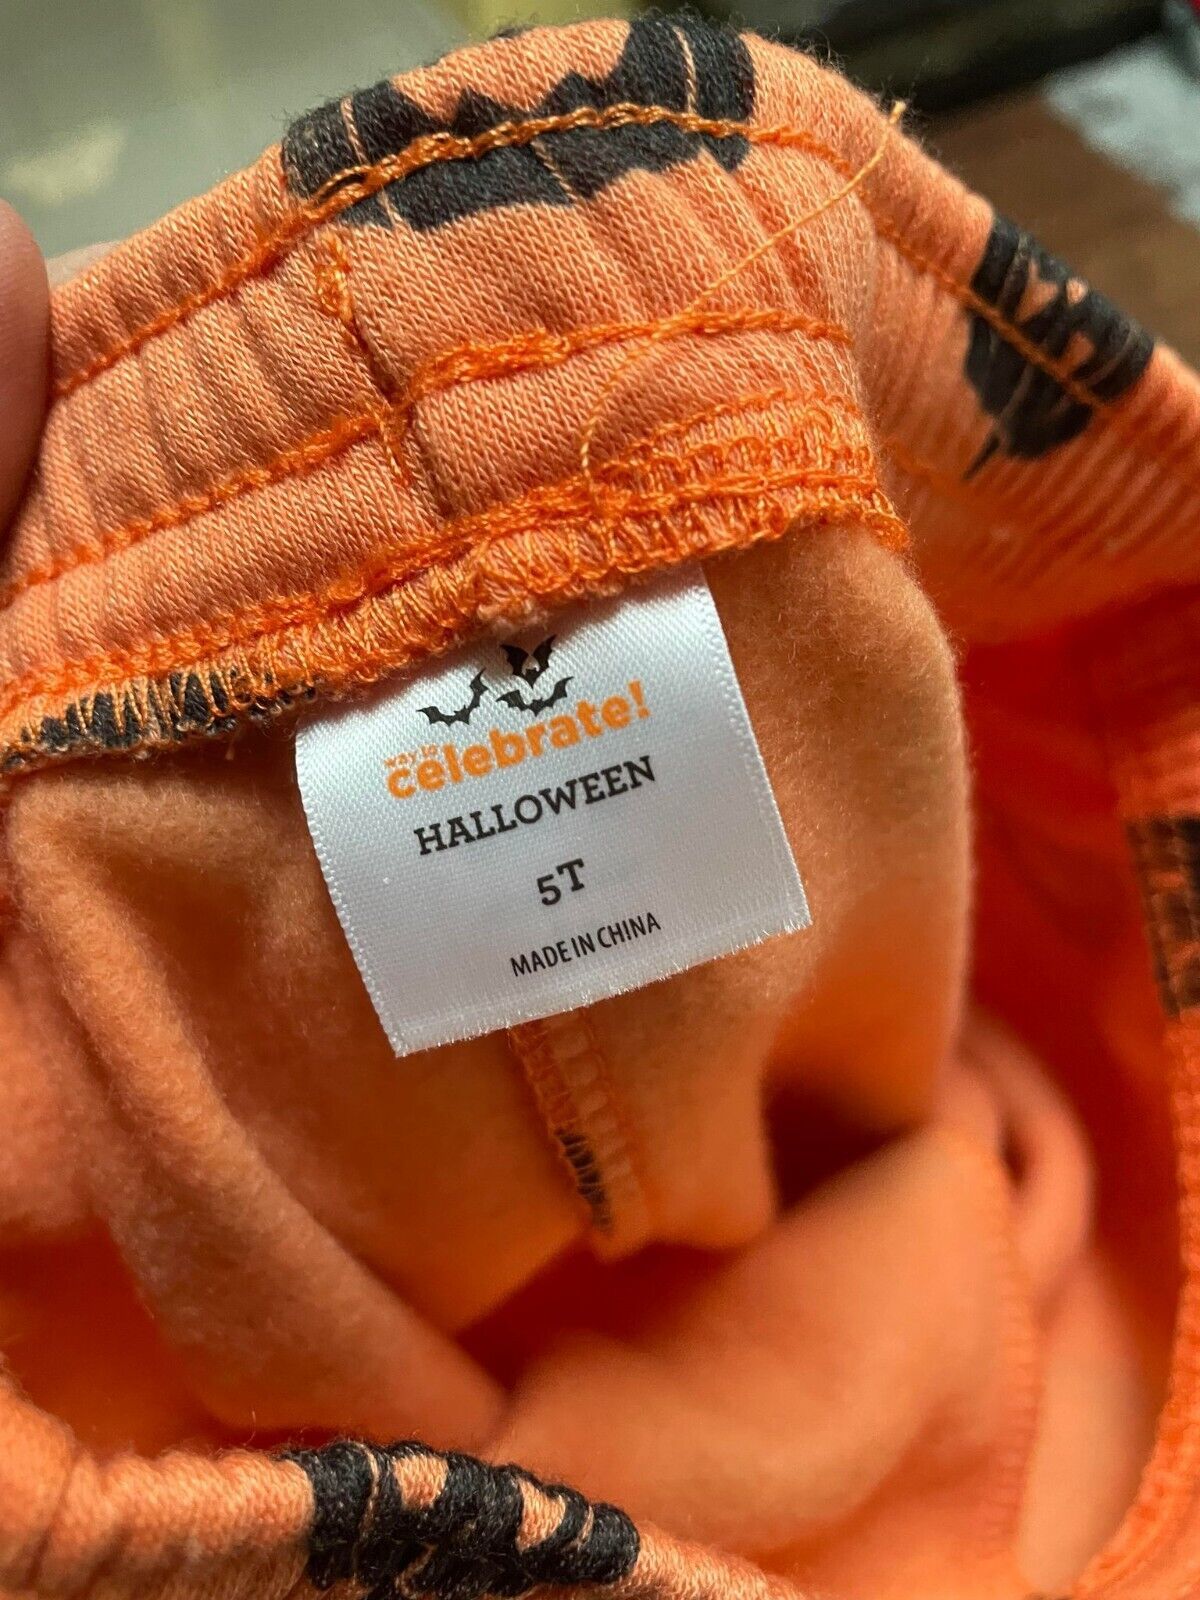 way to
celebrate!
HALLOWEEN
5T
MADE IN CHINA